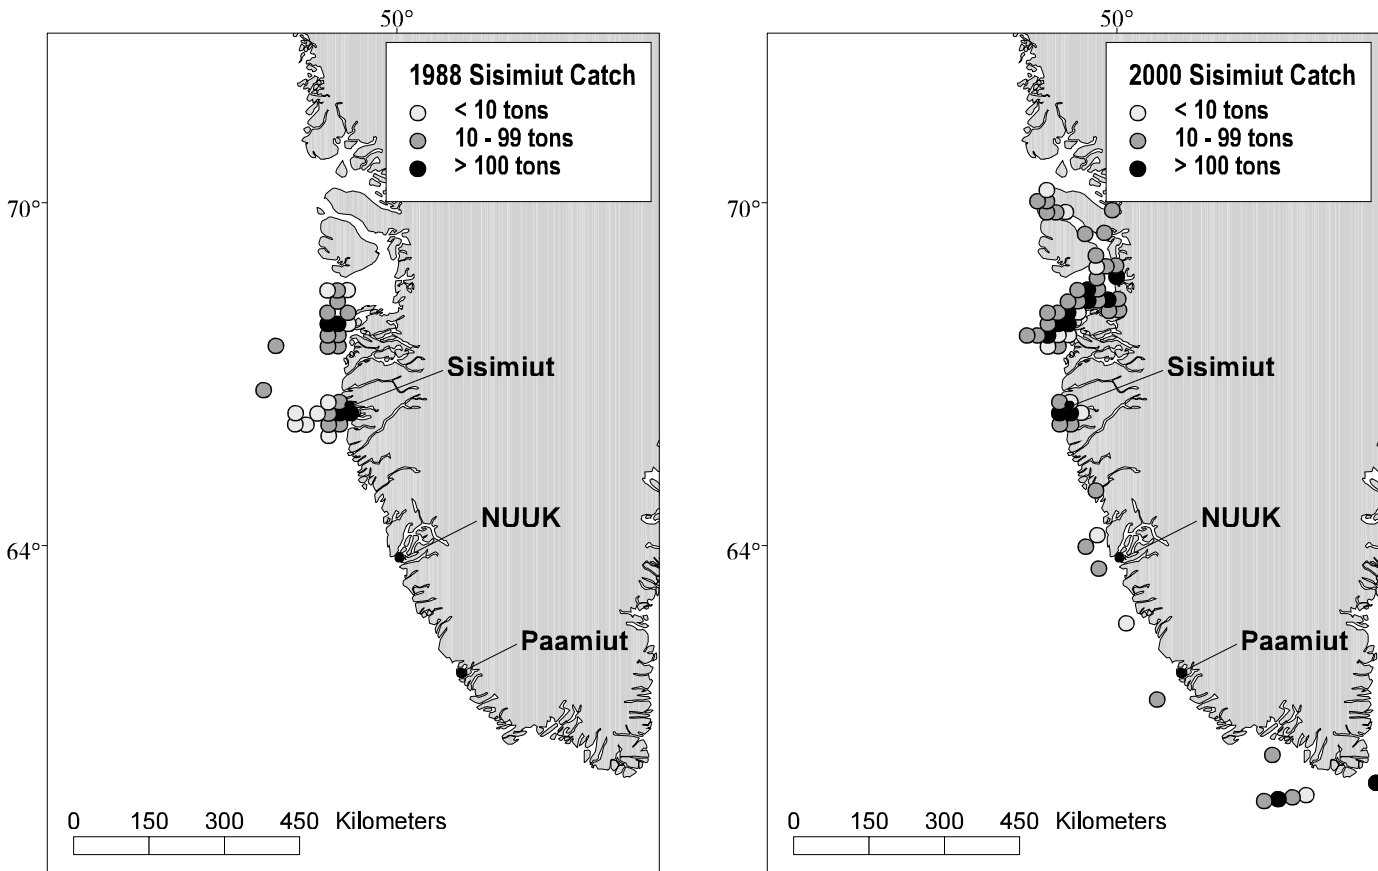 50°
1988 Sisimiut Catch
< 10 tons
10 - 99 tons
> 100 tons
70°
Sisimiut
NUUK
64°
Paamiut
0 150 300 450 Kilometers
50°
2000 Sisimiut Catch
< 10 tons
10 - 99 tons
> 100 tons
70°
Sisimiut
NUUK
64°
Paamiut
0 150 300 450 Kilometers